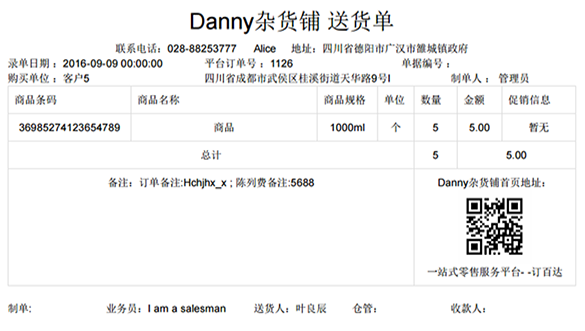 Danny杂货铺 送货单
联系电话：028-88253777 Alice 地址：四川省德阳市广汉市雒城镇政府
录单日期：2016-09-09 00:00:00 平台订单号：1126 单据编号：
购买单位：客户5 四川省成都市武侯区桂溪街道天华路9号l 制单人：管理员
商品条码 商品名称 商品规格 单位 数量 金额 促销信息
36985274123654789 商品 1000ml 个 5 5.00 暂无
总计 5 5.00
备注：订单备注:Hchjhx_x ; 陈列费备注:5688
Danny杂货铺首页地址：
一站式零售服务平台- -订百达
制单: 业务员：I am a salesman 送货人：叶良辰 仓管： 收款人：